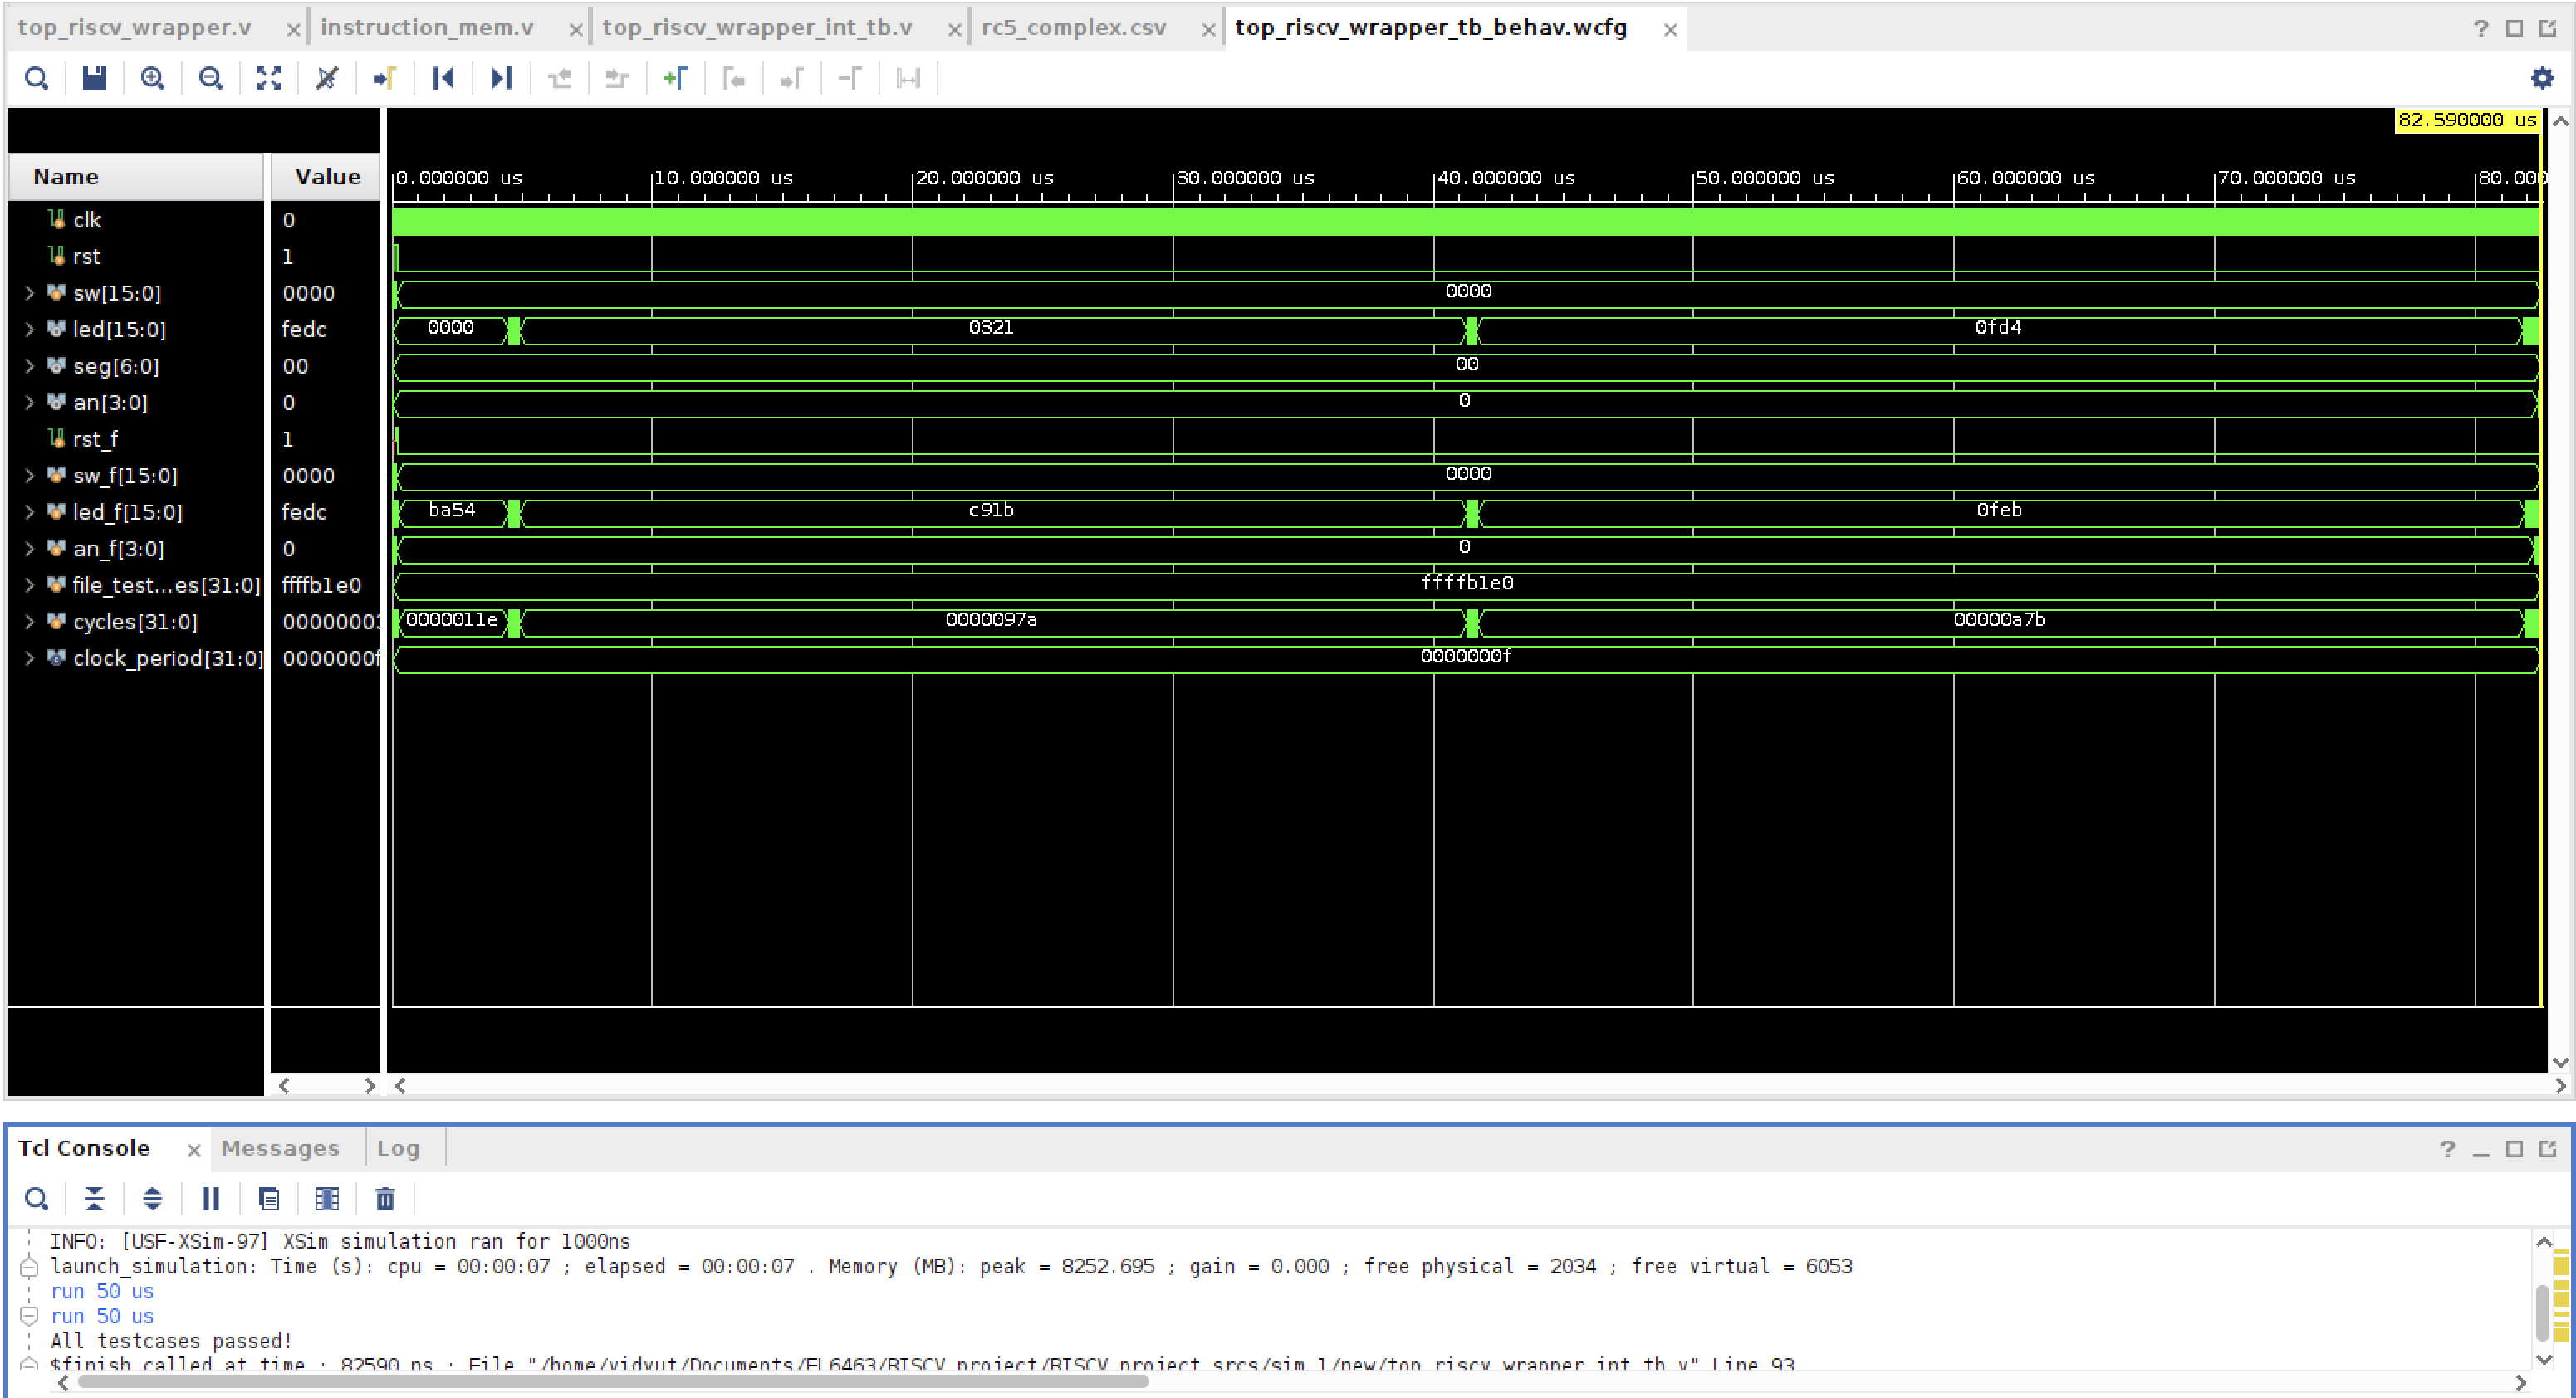 top_riscv_wrapper.v × instruction_mem.v × top_riscv_wrapper_int_tb.v × rc5_complex.csv × top_riscv_wrapper_tb_behav.wcfg ×
82.590000 us
Name Value 0.000000 us 10.000000 us 20.000000 us 30.000000 us 40.000000 us 50.000000 us 60.000000 us 70.000000 us 80.000
clk 0
rst 1
sw[15:0] 0000 0000
led[15:0] fedc 0000 0321 0fd4
seg[6:0] 00 00
an[3:0] 0 0
rst_f 1
sw_f[15:0] 0000 0000
led_f[15:0] fedc ba54 c91b 0feb
an_f[3:0] 0 0
file_test...es[31:0] ffffb1e0 ffffb1e0
cycles[31:0] 00000003 0000011e 0000097a 00000a7b
clock_period[31:0] 0000000f 0000000f
Tcl Console × Messages Log
INFO: [USF-XSim-97] XSim simulation ran for 1000ns
launch_simulation: Time (s): cpu = 00:00:07 ; elapsed = 00:00:07 . Memory (MB): peak = 8252.695 ; gain = 0.000 ; free physical = 2034 ; free virtual = 6053
run 50 us
run 50 us
All testcases passed!
$finish called at time : 82590 ns : File "/home/vidyut/Documents/EL6463/RISCV_project/RISCV_project.srcs/sim_1/new/top_riscv_wrapper_int_tb.v" Line 93